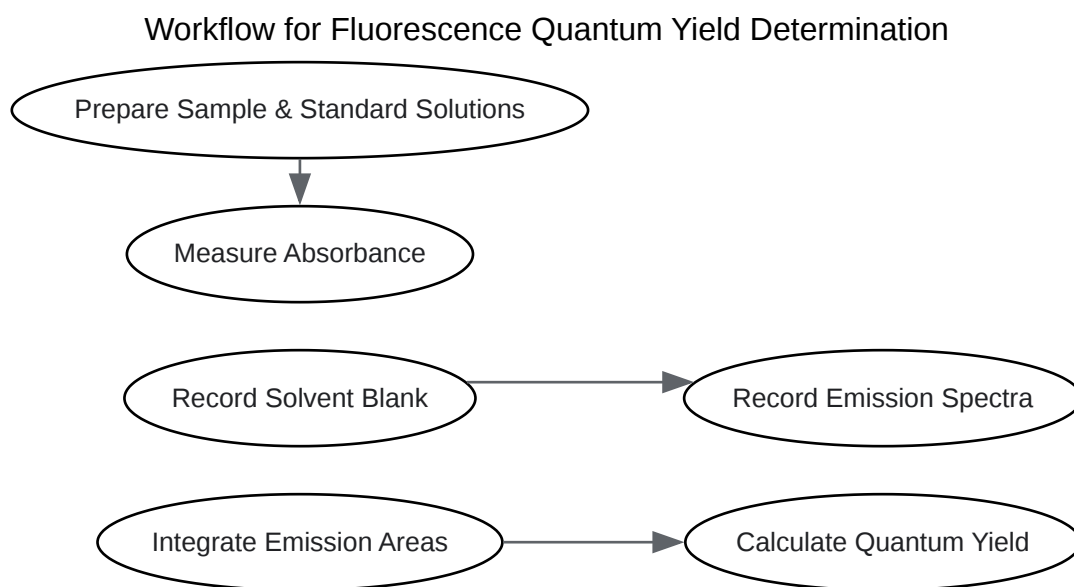 Workflow for Fluorescence Quantum Yield Determination
Prepare Sample & Standard Solutions
Measure Absorbance
Record Solvent Blank
Record Emission Spectra
Integrate Emission Areas
Calculate Quantum Yield